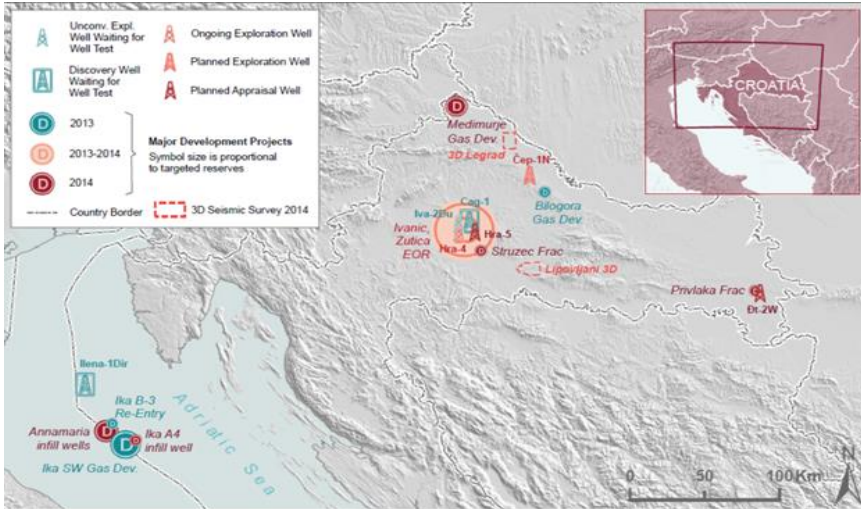 Unconv. Expl.
Well Waiting for
Well Test
Discovery Well
Waiting for
Well Test
Ongoing Exploration Well
Planned Exploration Well
Planned Appraisal Well
D 2013
D 2013-2014
D 2014
Major Development Projects
Symbol size is proportional
to targeted reserves
Country Border
3D Seismic Survey 2014
CROATIA
D
Medimurje
Gas Dev.
3D Legrad
Čep-1N
D
Bilogora
Gas Dev.
Cag-1
Iva-2Du
Ivanic,
Zutica
EOR
Hra-4
Hra-5
D
Struzec Frac
Lipovljani 3D
Privlaka Frac
Đt-2W
Ilena-1Dir
Ika B-3
Re-Entry
D
Annamaria
infill wells
D
D
D
Ika A4
infill well
Ika SW Gas Dev.
Adriatic Sea
N
0 50 100 Km